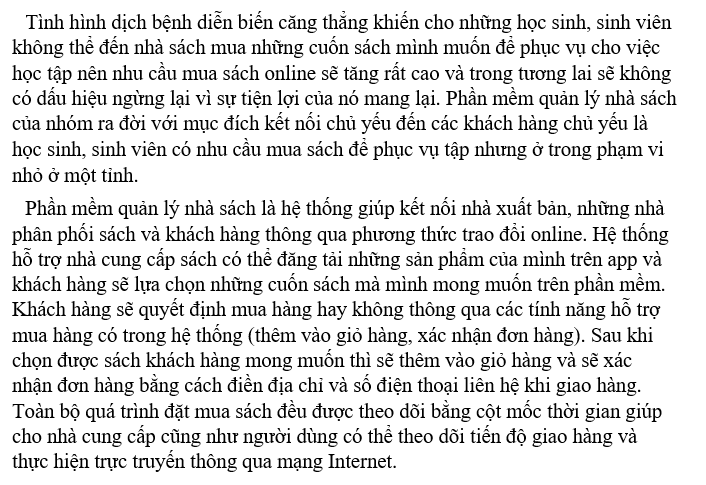 Tình hình dịch bệnh diễn biến căng thẳng khiến cho những học sinh, sinh viên
không thể đến nhà sách mua những cuốn sách mình muốn để phục vụ cho việc
học tập nên nhu cầu mua sách online sẽ tăng rất cao và trong tương lai sẽ không
có dấu hiệu ngừng lại vì sự tiện lợi của nó mang lại. Phần mềm quản lý nhà sách
của nhóm ra đời với mục đích kết nối chủ yếu đến các khách hàng chủ yếu là
học sinh, sinh viên có nhu cầu mua sách để phục vụ tập nhưng ở trong phạm vi
nhỏ ở một tỉnh.
Phần mềm quản lý nhà sách là hệ thống giúp kết nối nhà xuất bản, những nhà
phân phối sách và khách hàng thông qua phương thức trao đổi online. Hệ thống
hỗ trợ nhà cung cấp sách có thể đăng tải những sản phẩm của mình trên app và
khách hàng sẽ lựa chọn những cuốn sách mà mình mong muốn trên phần mềm.
Khách hàng sẽ quyết định mua hàng hay không thông qua các tính năng hỗ trợ
mua hàng có trong hệ thống (thêm vào giỏ hàng, xác nhận đơn hàng). Sau khi
chọn được sách khách hàng mong muốn thì sẽ thêm vào giỏ hàng và sẽ xác
nhận đơn hàng bằng cách điền địa chỉ và số điện thoại liên hệ khi giao hàng.
Toàn bộ quá trình đặt mua sách đều được theo dõi bằng cột mốc thời gian giúp
cho nhà cung cấp cũng như người dùng có thể theo dõi tiến độ giao hàng và
thực hiện trực truyến thông qua mạng Internet.